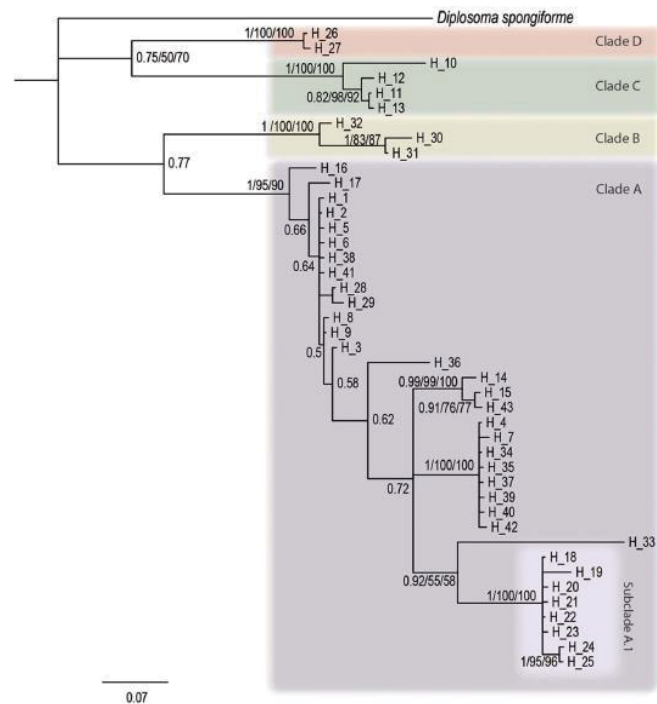 Diplosoma spongiforme
1/100/100
H_26
H_27
Clade D
0.75/50/70
1/100/100
H_10
H_12
H_11
H_13
0.82/98/92
Clade C
1 /100/100
H_32
H_30
1/83/87
H_31
Clade B
0.77
1/95/90
H_16
Clade A
H_17
H_1
H_2
0.66
H_5
H_6
0.64
H_38
H_41
H_28
H_29
H_8
H_9
0.5
H_3
0.58
H_36
0.62
0.99/99/100
H_14
H_15
0.91/76/77
H_43
H_4
H_7
H_34
1/100/100
H_35
0.72
H_37
H_39
H_40
H_42
H_33
0.92/55/58
H_18
H_19
H_20
1/100/100
H_21
H_22
H_23
H_24
1/95/96
H_25
Subclade A.1
0.07